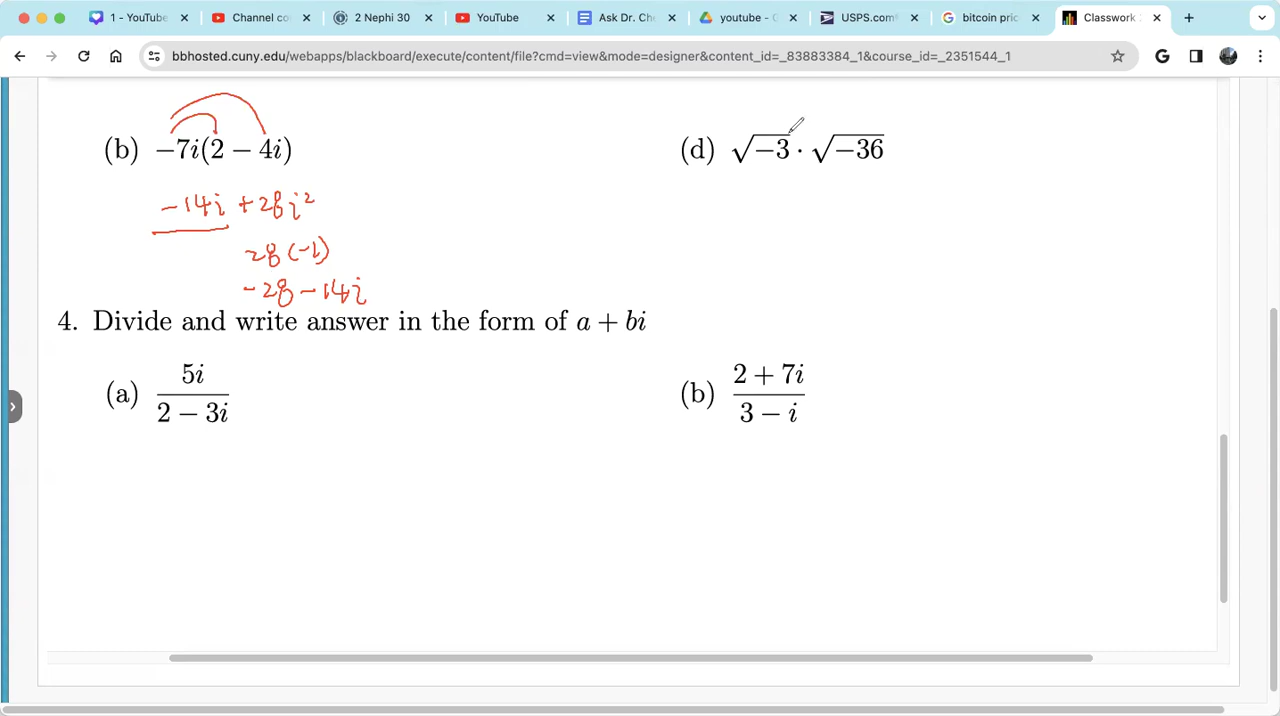 1 - YouTube
Channel co
2 Nephi 30
YouTube
Ask Dr. Ch
youtube - G
USPS.com®
bitcoin pric
Classwork
bbhosted.cuny.edu/webapps/blackboard/execute/content/file?cmd=view&mode=designer&content_id=_83883384_1&course_id=_2351544_1
(b) −7i(2 − 4i)
−14i +28i²
28(−1)
−28−14i
(d) √−3 · √−36
4. Divide and write answer in the form of a + bi
(a) 5i
2 − 3i
(b) 2 + 7i
3 − i